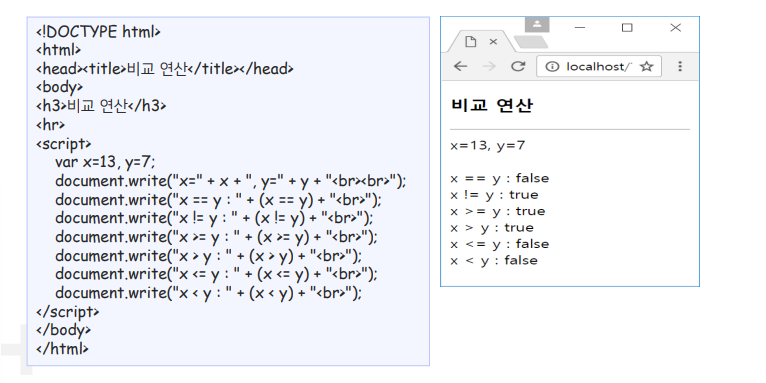 <!DOCTYPE html>
<html>
<head><title>비교 연산</title></head>
<body>
<h3>비교 연산</h3>
<hr>
<script>
var x=13, y=7;
document.write("x=" + x + ", y=" + y + "<br><br>");
document.write("x == y : " + (x == y) + "<br>");
document.write("x != y : " + (x != y) + "<br>");
document.write("x >= y : " + (x >= y) + "<br>");
document.write("x > y : " + (x > y) + "<br>");
document.write("x <= y : " + (x <= y) + "<br>");
document.write("x < y : " + (x < y) + "<br>");
</script>
</body>
</html>
localhost/
비교 연산
x=13, y=7
x == y : false
x != y : true
x >= y : true
x > y : true
x <= y : false
x < y : false